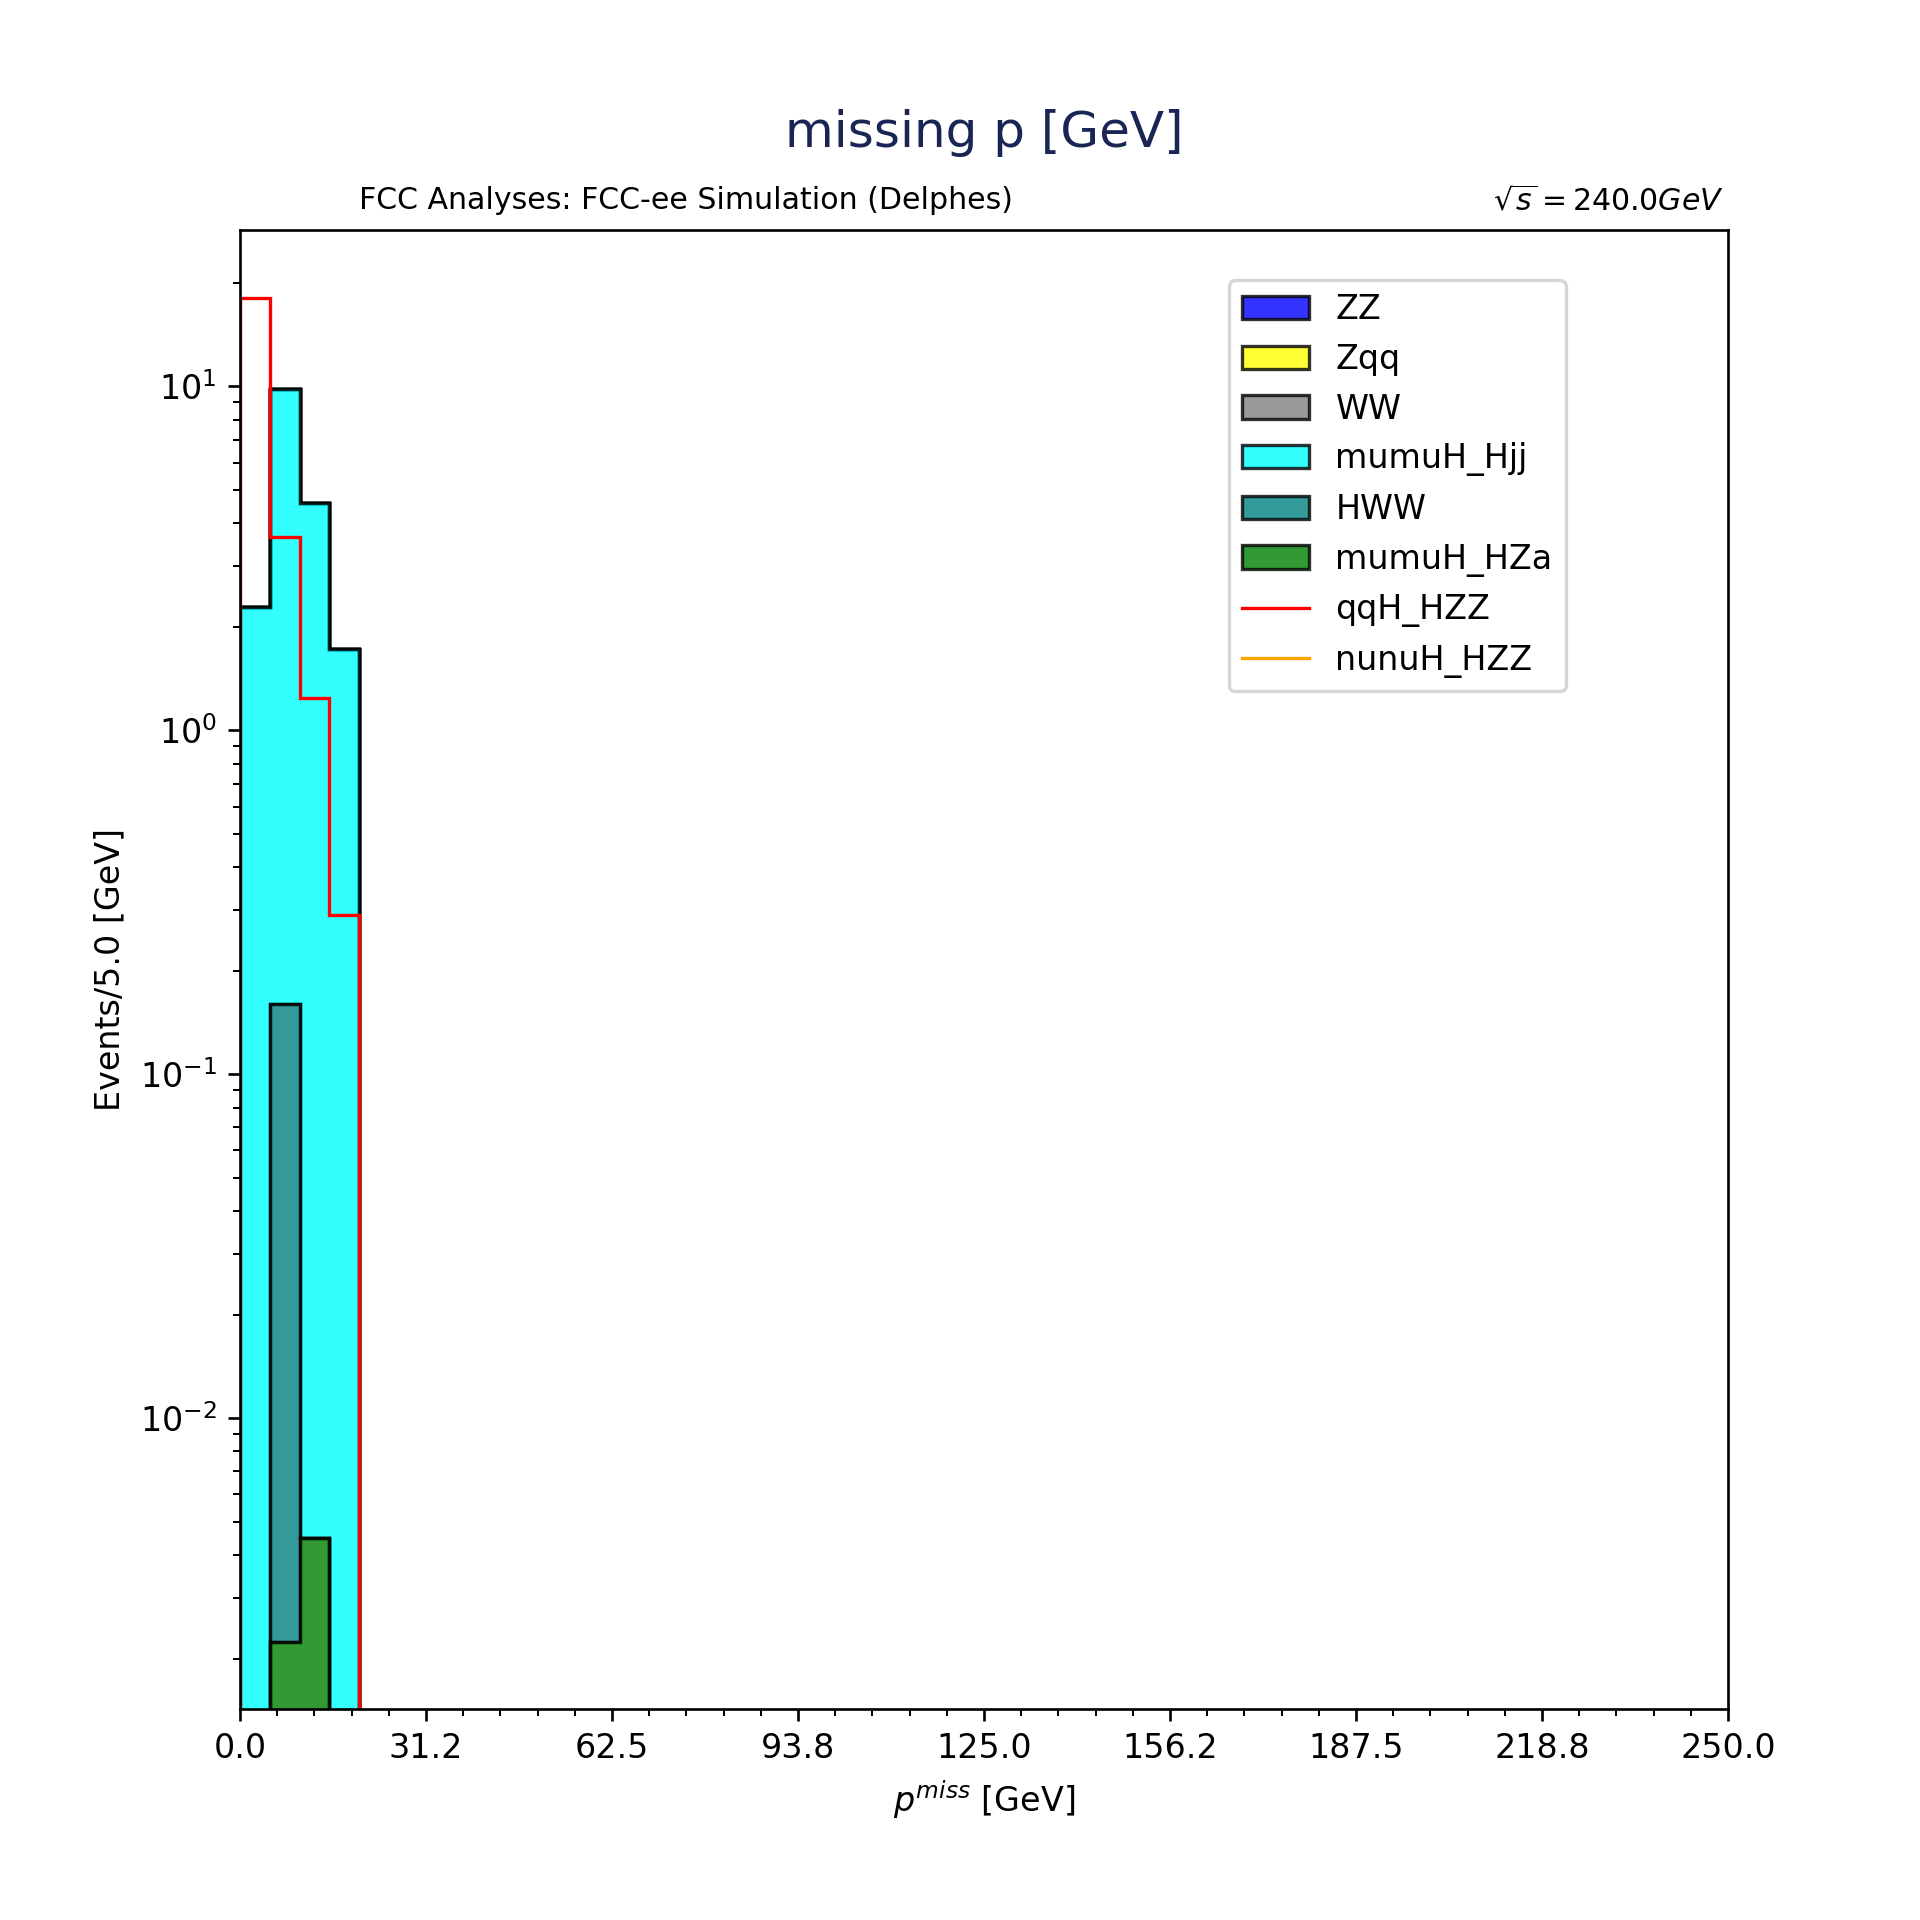 missing p [GeV]
FCC Analyses: FCC-ee Simulation (Delphes)
√s = 240.0GeV
ZZ
Zqq
WW
mumuH_Hjj
HWW
mumuH_HZa
qqH_HZZ
nunuH_HZZ
10¹
10⁰
10⁻¹
10⁻²
Events/5.0 [GeV]
0.0 31.2 62.5 93.8 125.0 156.2 187.5 218.8 250.0
pᵐⁱˢˢ [GeV]